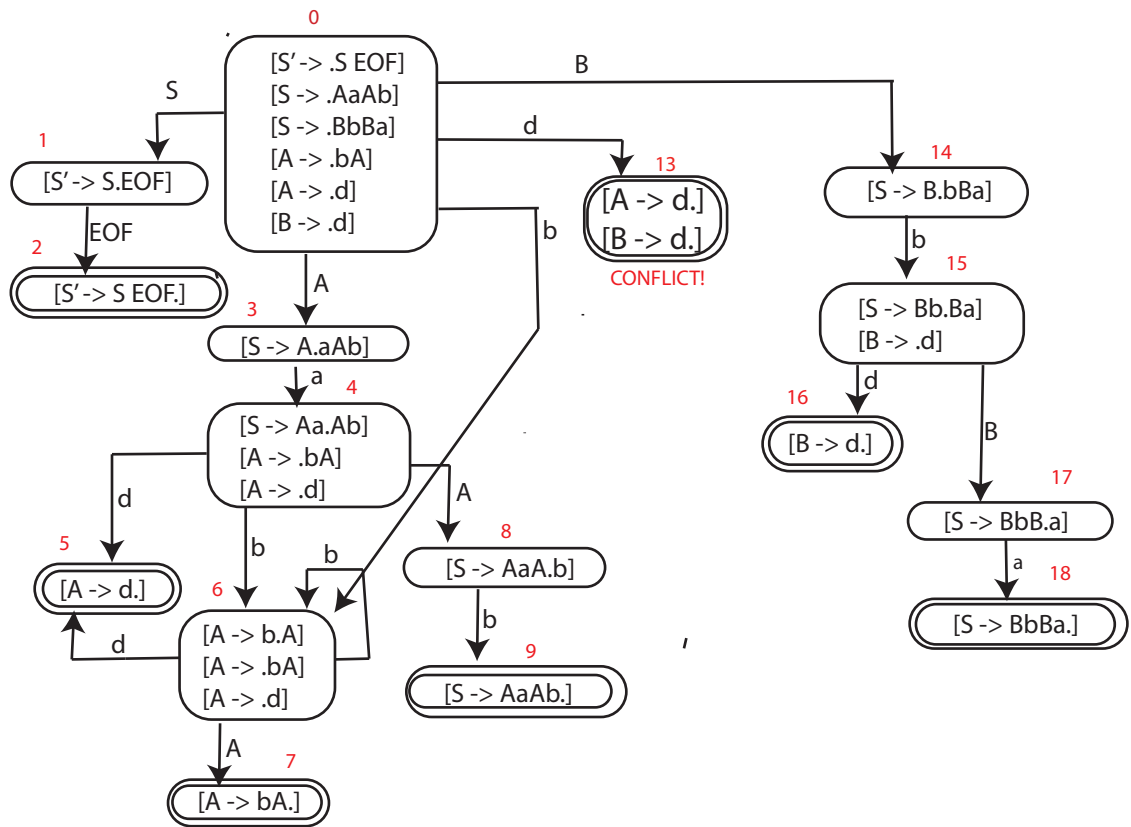 0
[S' -> .S EOF]
[S -> .AaAb]
[S -> .BbBa]
[A -> .bA]
[A -> .d]
[B -> .d]
S
B
d
b
A
1
[S' -> S.EOF]
EOF
2
[S' -> S EOF.]
13
[A -> d.]
[B -> d.]
CONFLICT!
14
[S -> B.bBa]
b
15
[S -> Bb.Ba]
[B -> .d]
d
B
16
[B -> d.]
17
[S -> BbB.a]
a
18
[S -> BbBa.]
3
[S -> A.aAb]
a
4
[S -> Aa.Ab]
[A -> .bA]
[A -> .d]
d
b
A
5
[A -> d.]
d
6
b
[A -> b.A]
[A -> .bA]
[A -> .d]
A
7
[A -> bA.]
8
[S -> AaA.b]
b
9
[S -> AaAb.]